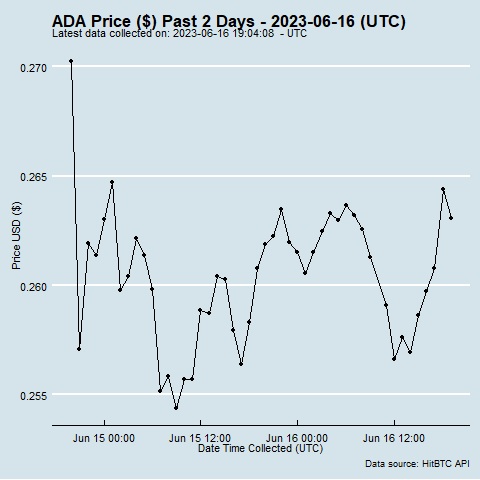 ADA Price ($) Past 2 Days - 2023-06-16 (UTC)
Latest data collected on: 2023-06-16 19:04:08  - UTC
0.270
0.265
0.260
0.255
Price USD ($)
Jun 15 00:00 Jun 15 12:00 Jun 16 00:00 Jun 16 12:00
Date Time Collected (UTC)
Data source: HitBTC API